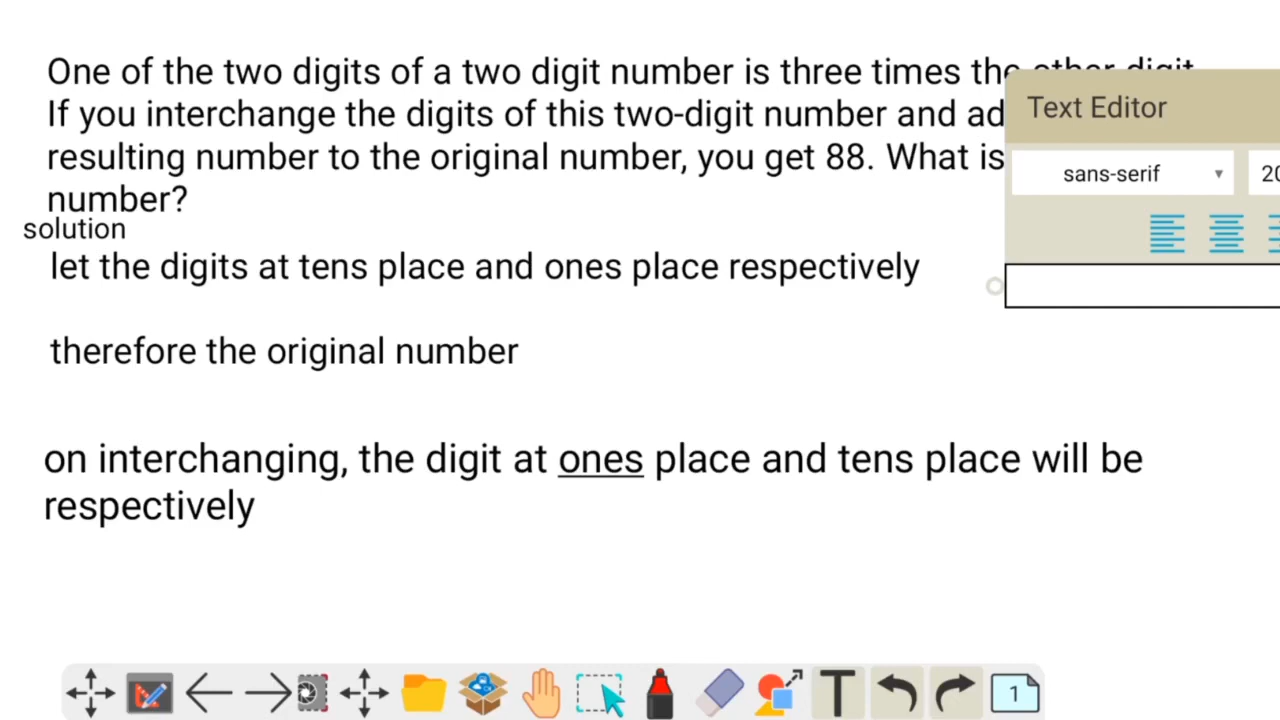 One of the two digits of a two digit number is three times the other digit.
If you interchange the digits of this two-digit number and ad
resulting number to the original number, you get 88. What is
number?
solution
let the digits at tens place and ones place respectively
therefore the original number
on interchanging, the digit at ones place and tens place will be
respectively
Text Editor
sans-serif
20
1